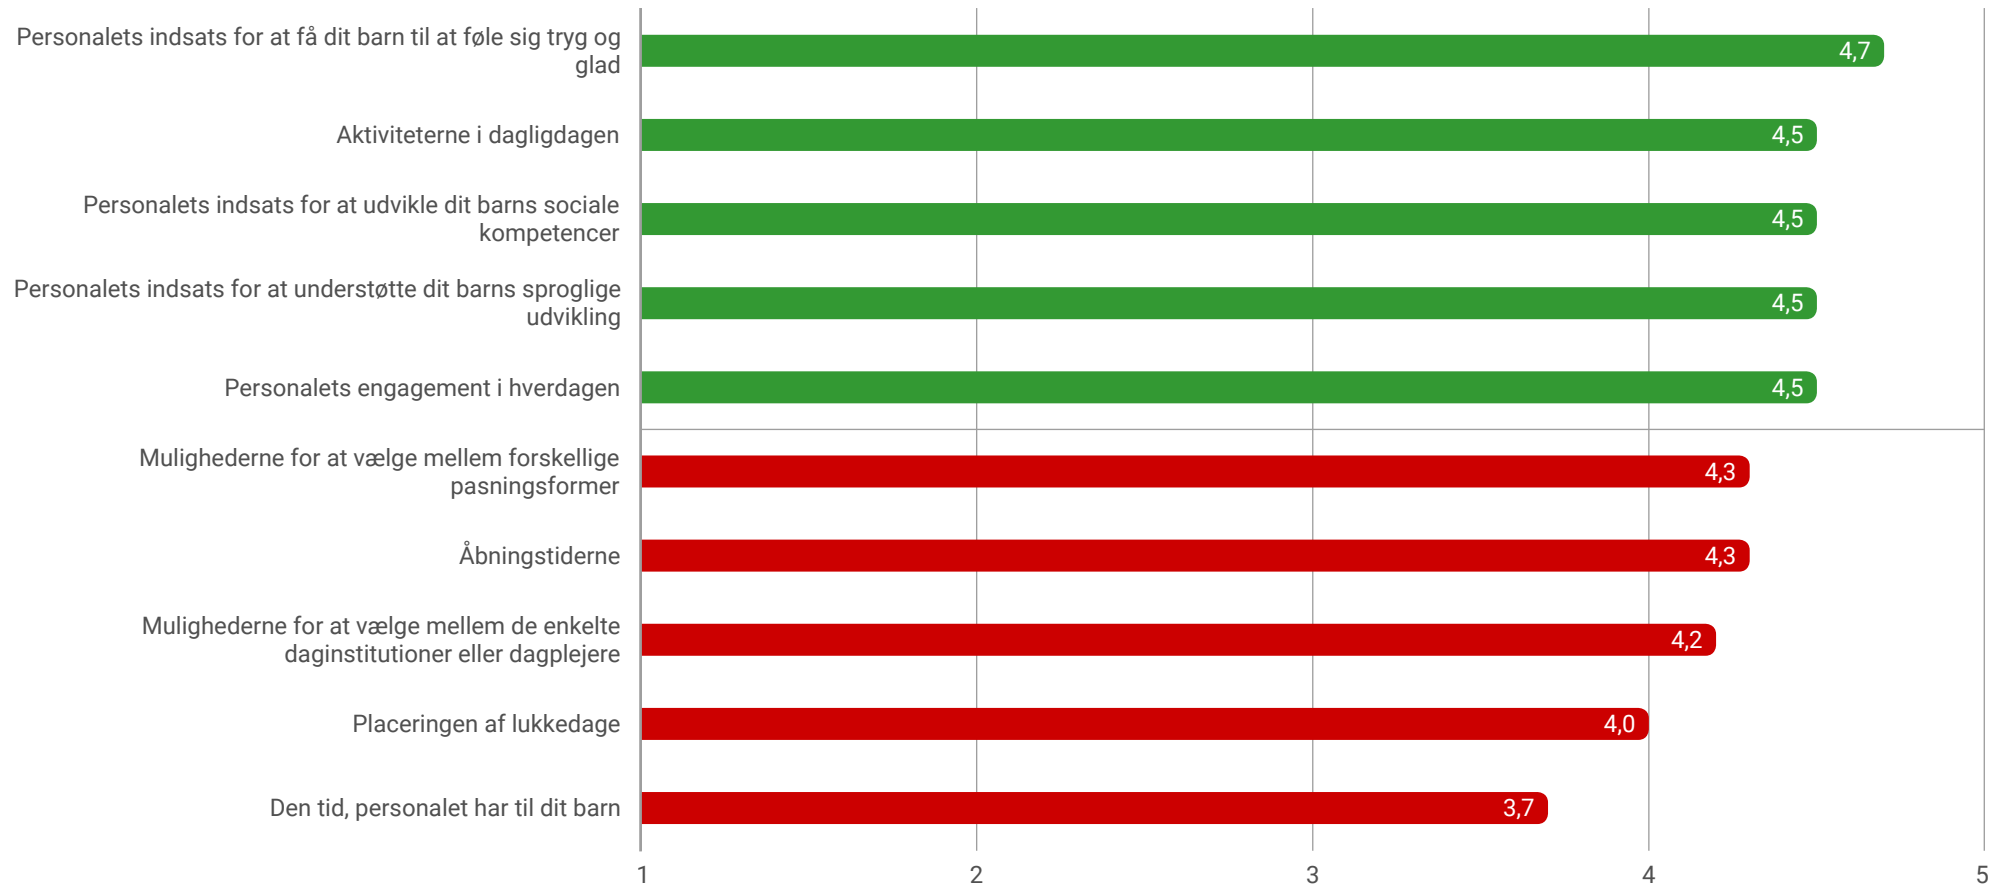 Personalets indsats for at få dit barn til at føle sig tryg og
glad
4,7
Aktiviteterne i dagligdagen
4,5
Personalets indsats for at udvikle dit barns sociale
kompetencer
4,5
Personalets indsats for at understøtte dit barns sproglige
udvikling
4,5
Personalets engagement i hverdagen
4,5
Mulighederne for at vælge mellem forskellige
pasningsformer
4,3
Åbningstiderne
4,3
Mulighederne for at vælge mellem de enkelte
daginstitutioner eller dagplejere
4,2
Placeringen af lukkedage
4,0
Den tid, personalet har til dit barn
3,7
1 2 3 4 5